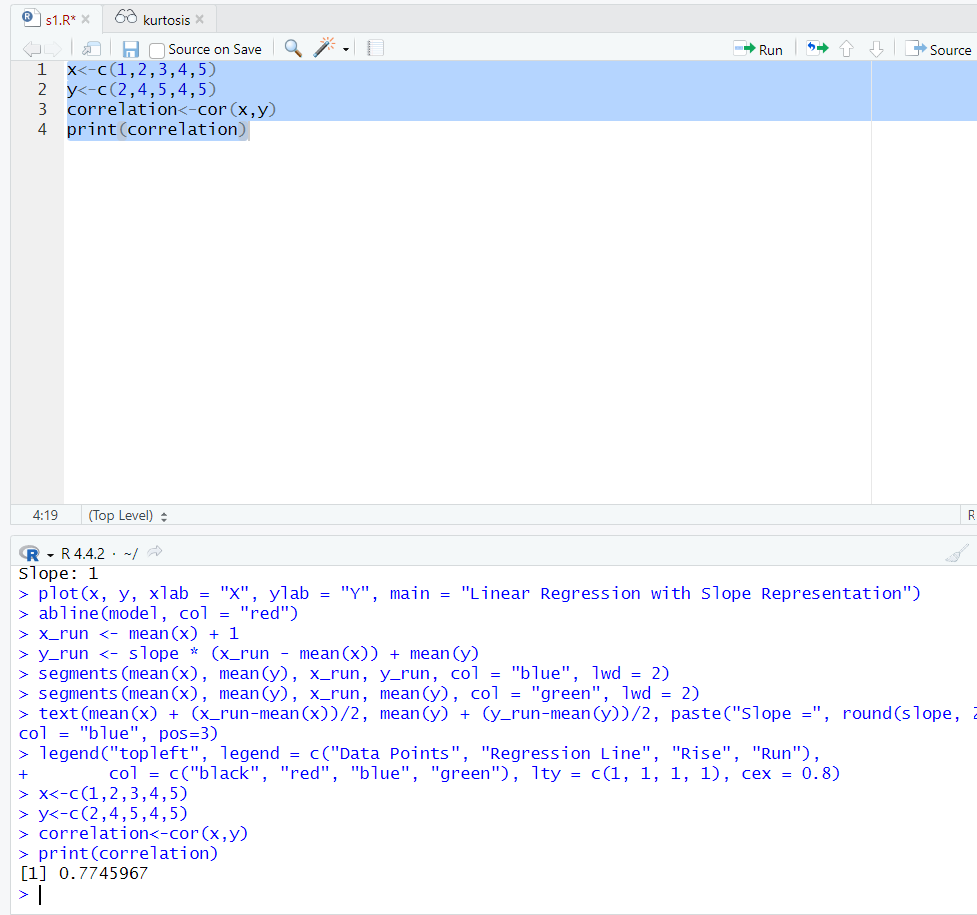 s1.R* kurtosis
Source on Save Run Source
1 x<-c(1,2,3,4,5)
2 y<-c(2,4,5,4,5)
3 correlation<-cor(x,y)
4 print(correlation)
4:19 (Top Level) R
R 4.4.2 · ~/
Slope: 1
> plot(x, y, xlab = "X", ylab = "Y", main = "Linear Regression with Slope Representation")
> abline(model, col = "red")
> x_run <- mean(x) + 1
> y_run <- slope * (x_run - mean(x)) + mean(y)
> segments(mean(x), mean(y), x_run, y_run, col = "blue", lwd = 2)
> segments(mean(x), mean(y), x_run, mean(y), col = "green", lwd = 2)
> text(mean(x) + (x_run-mean(x))/2, mean(y) + (y_run-mean(y))/2, paste("Slope =", round(slope, 2
col = "blue", pos=3)
> legend("topleft", legend = c("Data Points", "Regression Line", "Rise", "Run"),
+        col = c("black", "red", "blue", "green"), lty = c(1, 1, 1, 1), cex = 0.8)
> x<-c(1,2,3,4,5)
> y<-c(2,4,5,4,5)
> correlation<-cor(x,y)
> print(correlation)
[1] 0.7745967
>